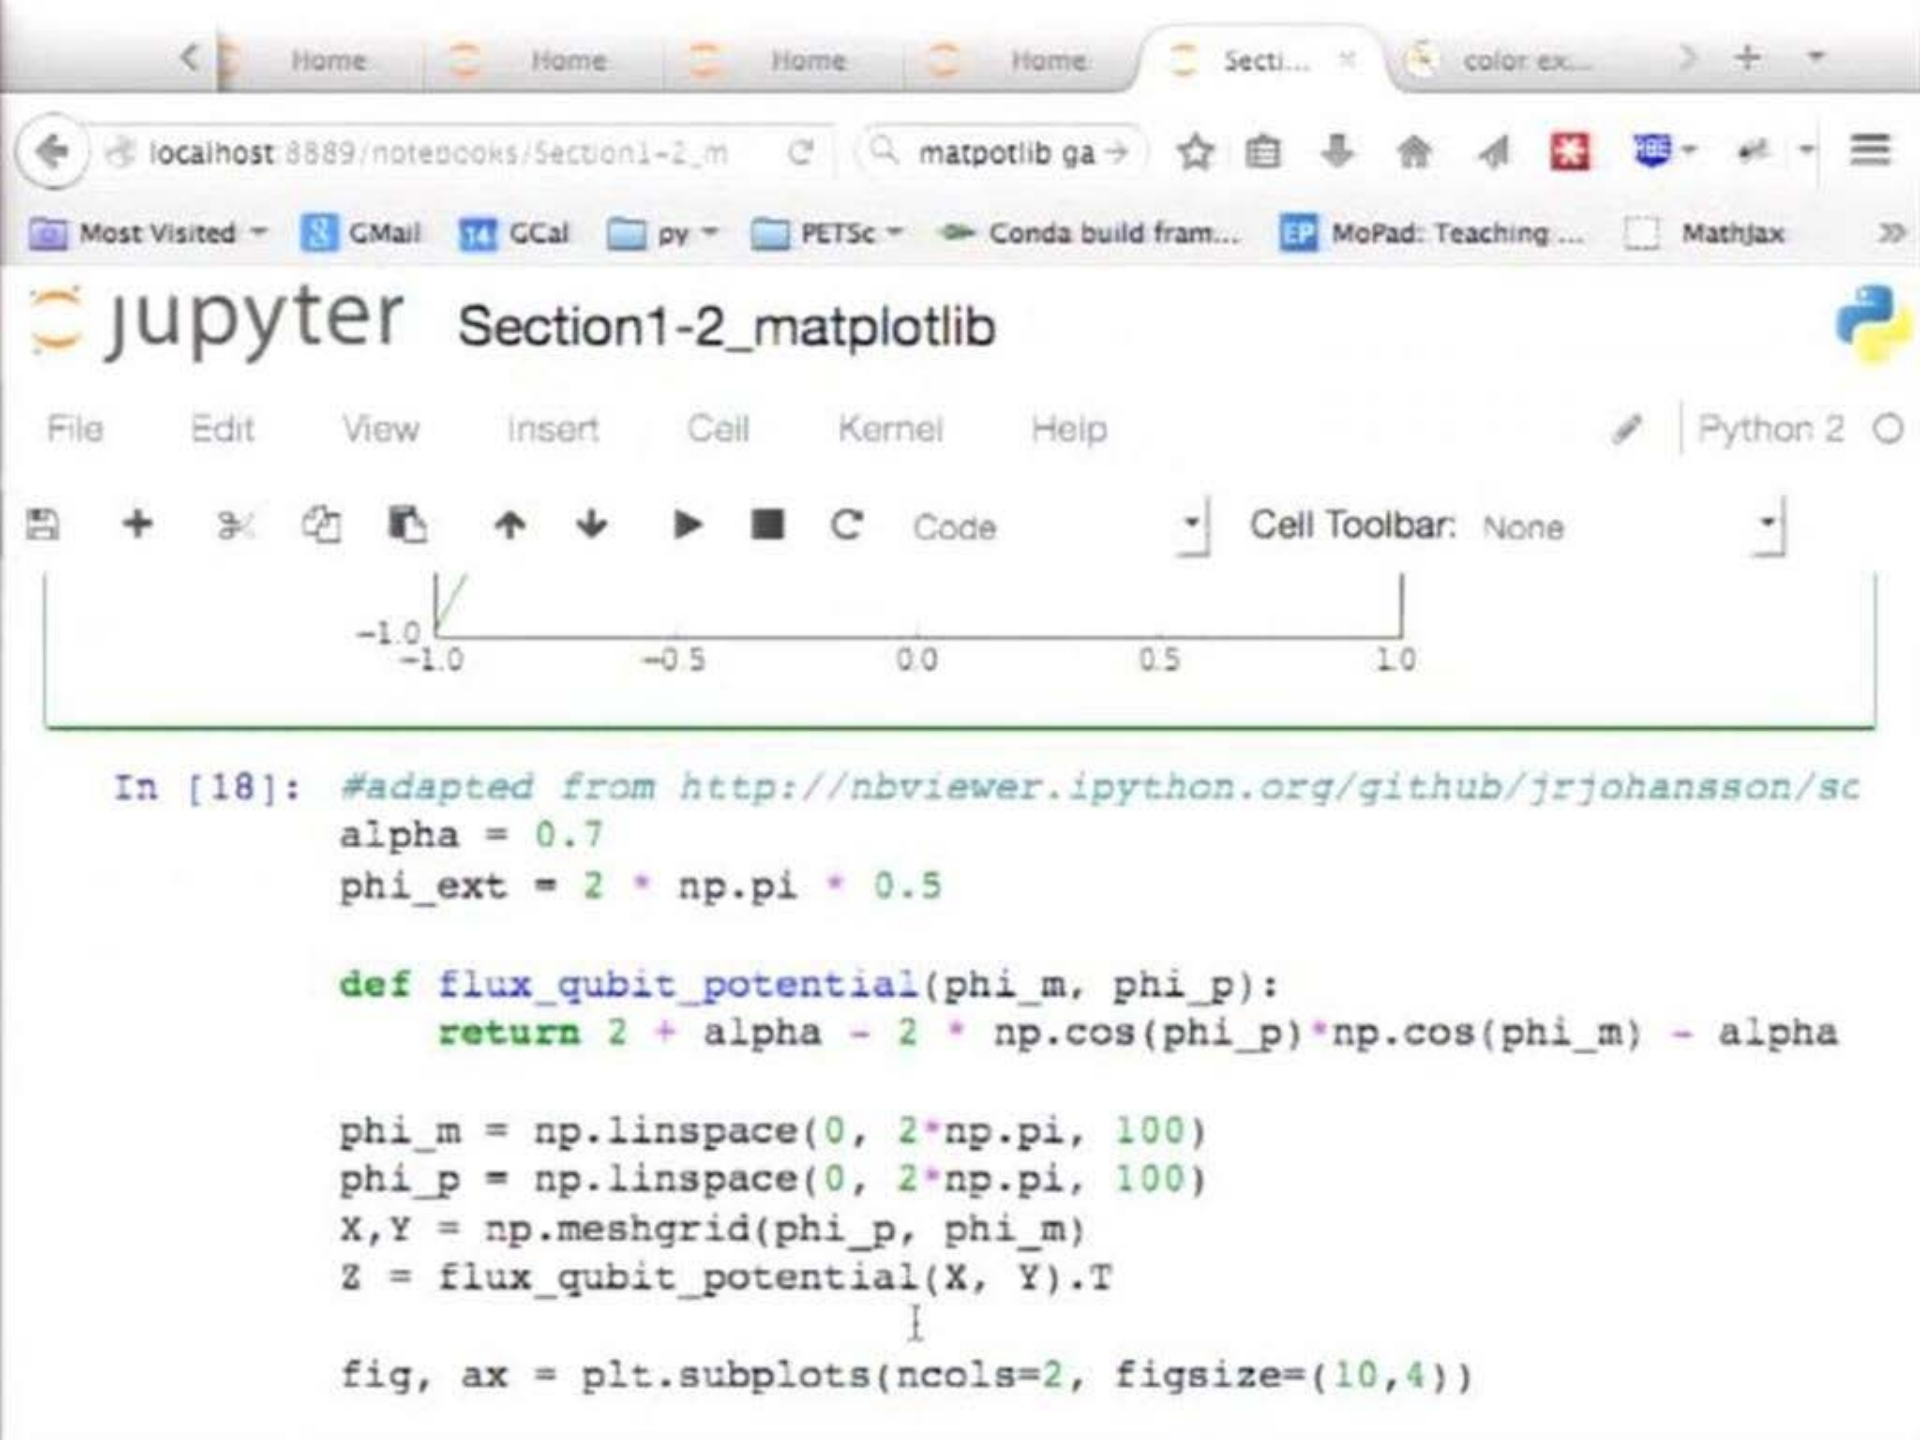 Home Home Home Home Secti... color ex...
localhost:8889/notebooks/Section1-2_m matpotlib ga
Most Visited GMail 14 GCal py PETSc Conda build fram... EP MoPad: Teaching ... MathJax
jupyter Section1-2_matplotlib
File Edit View Insert Cell Kernel Help Python 2
Code Cell Toolbar: None
-1.0
-1.0 -0.5 0.0 0.5 1.0
In [18]: #adapted from http://nbviewer.ipython.org/github/jrjohansson/sc
alpha = 0.7
phi_ext = 2 * np.pi * 0.5
def flux_qubit_potential(phi_m, phi_p):
return 2 + alpha - 2 * np.cos(phi_p)*np.cos(phi_m) - alpha
phi_m = np.linspace(0, 2*np.pi, 100)
phi_p = np.linspace(0, 2*np.pi, 100)
X,Y = np.meshgrid(phi_p, phi_m)
Z = flux_qubit_potential(X, Y).T
fig, ax = plt.subplots(ncols=2, figsize=(10,4))